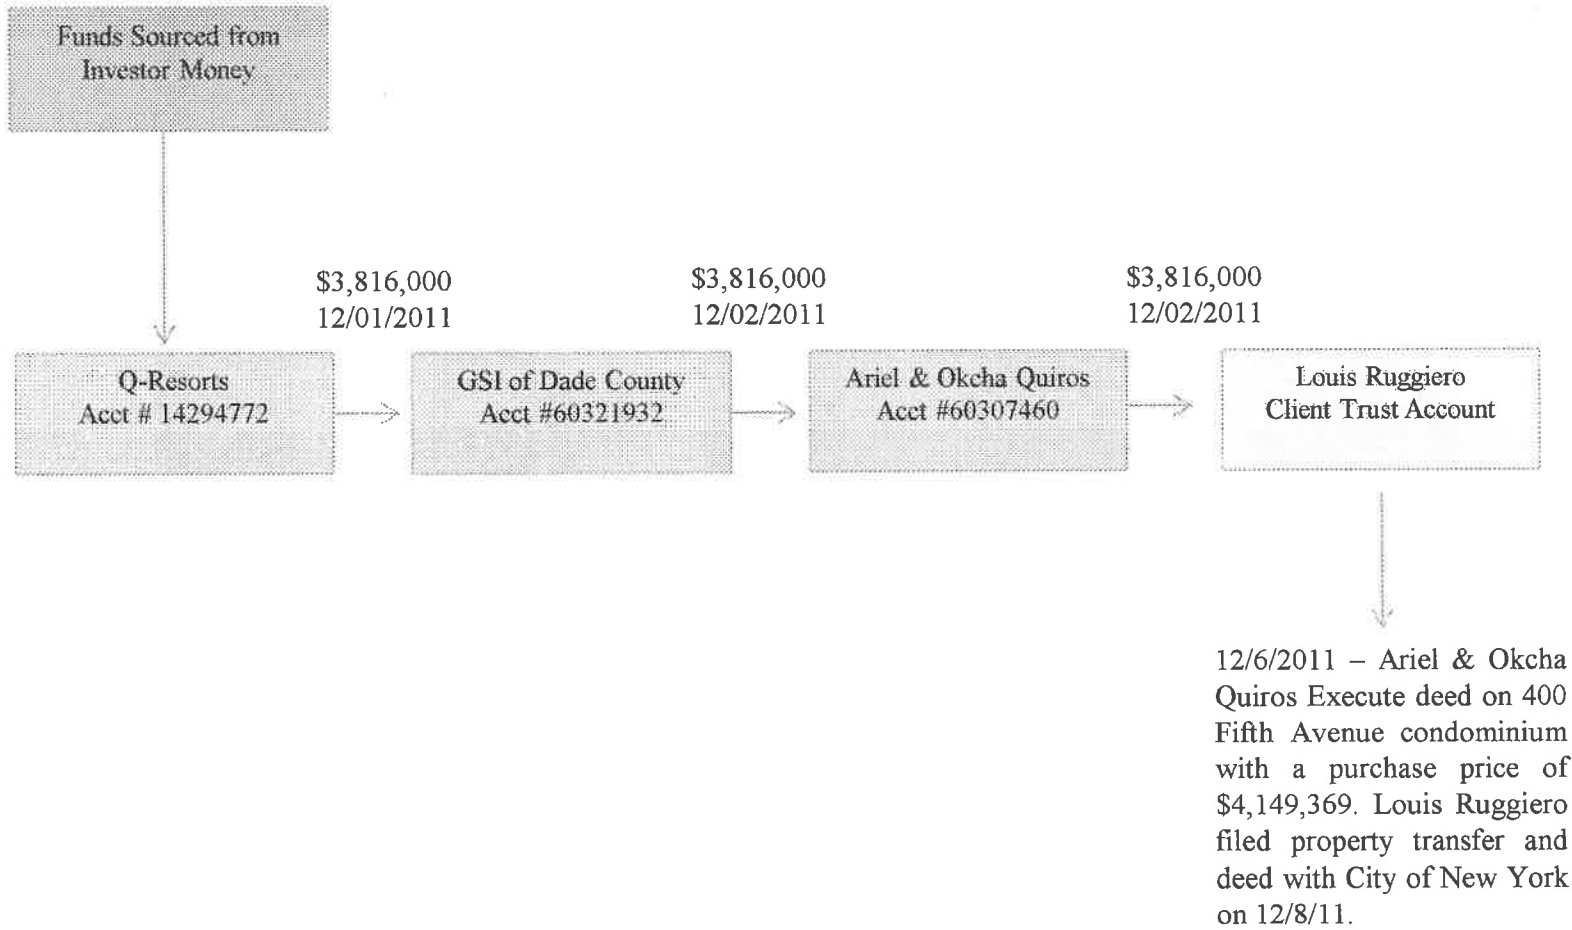 Funds Sourced from
Investor Money
$3,816,000
12/01/2011
$3,816,000
12/02/2011
$3,816,000
12/02/2011
Q-Resorts
Acct # 14294772
GSI of Dade County
Acct #60321932
Ariel & Okcha Quiros
Acct #60307460
Louis Ruggiero
Client Trust Account
12/6/2011 – Ariel & Okcha
Quiros Execute deed on 400
Fifth Avenue condominium
with a purchase price of
$4,149,369. Louis Ruggiero
filed property transfer and
deed with City of New York
on 12/8/11.